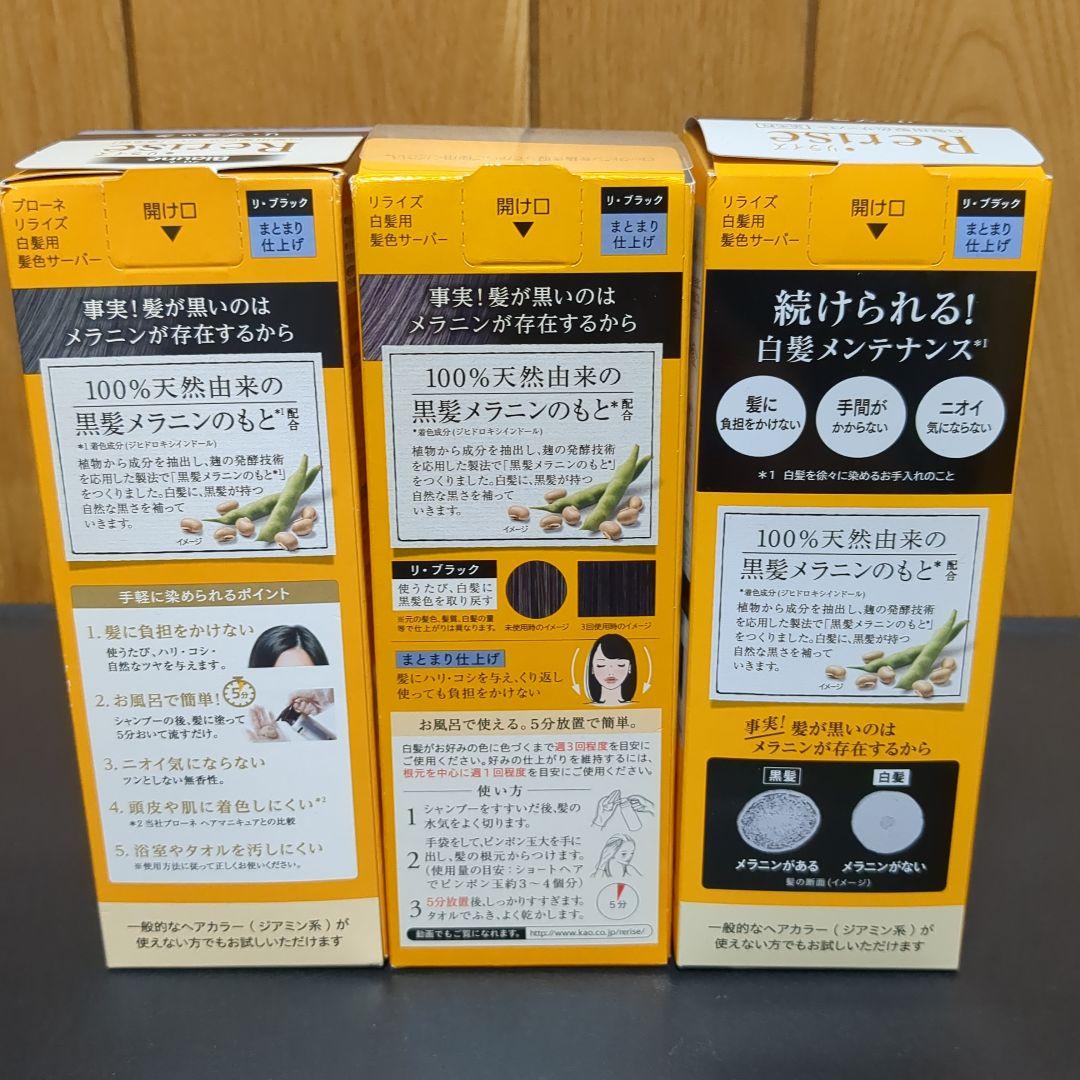 Blaune
Rerise
ブローネ
リライズ
白髪用
髪色サーバー
開け口
リ・ブラック
まとまり
仕上げ
事実!髪が黒いのは
メラニンが存在するから
100%天然由来の
黒髪メラニンのもと*1配合
*1 着色成分(ジヒドロキシインドール)
植物から成分を抽出し、麹の発酵技術
を応用した製法で「黒髪メラニンのもと*1」
をつくりました。白髪に、黒髪が持つ
自然な黒さを補って
いきます。
イメージ
手軽に染められるポイント
1. 髪に負担をかけない
使うたび、ハリ・コシ・
自然なツヤを与えます。
2. お風呂で簡単!
5分
シャンプーの後、髪に塗って
5分おいて流すだけ。
3. ニオイ気にならない
ツンとしない無香性。
4. 頭皮や肌に着色しにくい*2
*2 当社ブローネ ヘアマニキュアとの比較
5. 浴室やタオルを汚しにくい
※使用方法に従って正しくお使いください。
一般的なヘアカラー(ジアミン系)が
使えない方でもお試しいただけます
リライズ
白髪用
髪色サーバー
開け口
リ・ブラック
まとまり
仕上げ
事実!髪が黒いのは
メラニンが存在するから
100%天然由来の
黒髪メラニンのもと*配合
*着色成分(ジヒドロキシインドール)
植物から成分を抽出し、麹の発酵技術
を応用した製法で「黒髪メラニンのもと*」
をつくりました。白髪に、黒髪が持つ
自然な黒さを補って
いきます。
イメージ
リ・ブラック
使うたび、白髪に
黒髪色を取り戻す
※元の髪色、髪質、白髪の量
等で仕上がりは異なります。
未使用時のイメージ
3回使用時のイメージ
まとまり仕上げ
髪にハリ・コシを与え、くり返し
使っても負担をかけない
お風呂で使える。5分放置で簡単。
白髪がお好みの色に色づくまで週3回程度を目安に
ご使用ください。好みの仕上がりを維持するには、
根元を中心に週1回程度を目安にご使用ください。
使い方
1 シャンプーをすすいだ後、髪の
水気をよく切ります。
2 手袋をして、ピンポン玉大を手に
出し、髪の根元からつけます。
(使用量の目安:ショートヘア
でピンポン玉約3〜4個分)
3 5分放置後、しっかりすすぎます。
タオルでふき、よく乾かします。
5分
動画でもご覧になれます。 http://www.kao.co.jp/rerise/
Rerise
リライズ
リライズ
白髪用
髪色サーバー
開け口
リ・ブラック
まとまり
仕上げ
続けられる!
白髪メンテナンス*1
髪に
負担をかけない
手間が
かからない
ニオイ
気にならない
*1 白髪を徐々に染めるお手入れのこと
100%天然由来の
黒髪メラニンのもと*配合
*着色成分(ジヒドロキシインドール)
植物から成分を抽出し、麹の発酵技術
を応用した製法で「黒髪メラニンのもと*」
をつくりました。白髪に、黒髪が持つ
自然な黒さを補って
いきます。
イメージ
事実!髪が黒いのは
メラニンが存在するから
黒髪
白髪
メラニンがある
メラニンがない
髪の断面(イメージ)
一般的なヘアカラー(ジアミン系)が
使えない方でもお試しいただけます